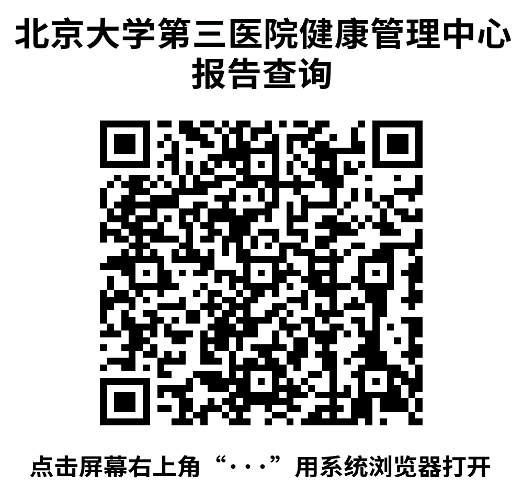 北京大学第三医院健康管理中心
报告查询
点击屏幕右上角“···”用系统浏览器打开